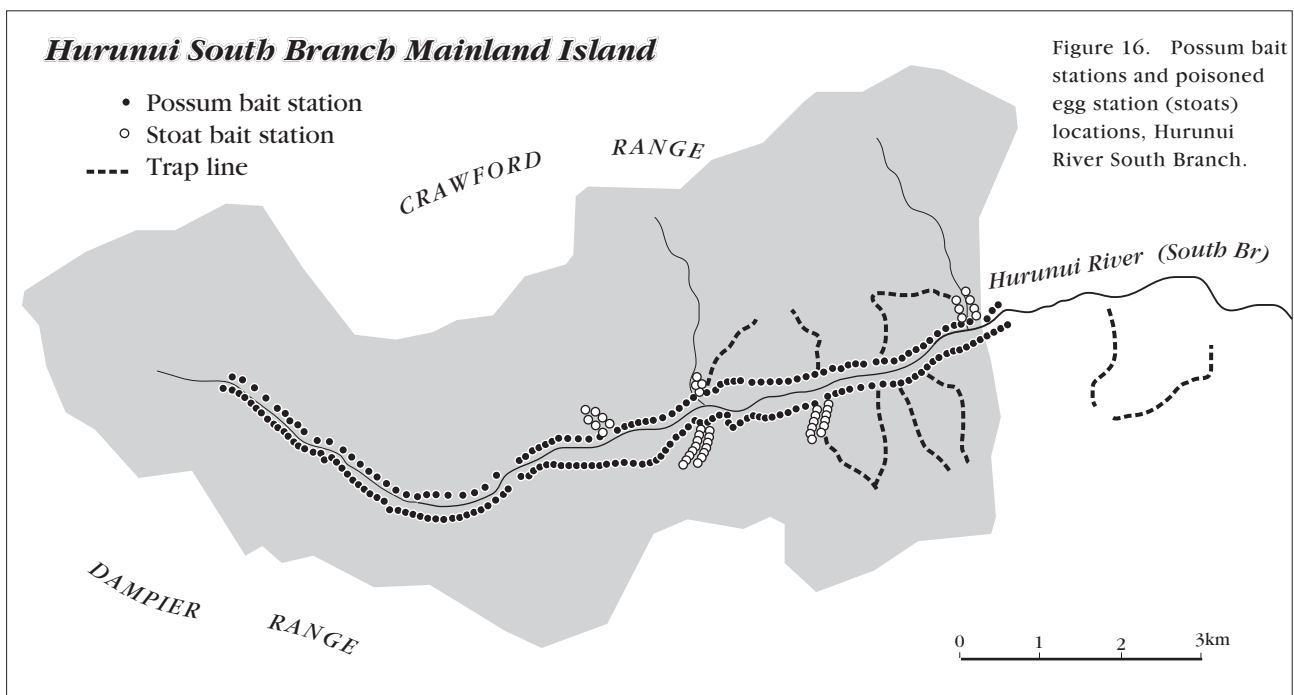 Hurunui South Branch Mainland Island
Possum bait station
Stoat bait station
Trap line
Figure 16. Possum bait
stations and poisoned
egg station (stoats)
locations, Hurunui
River South Branch.
CRAWFORD RANGE
Hurunui River (South Br)
DAMPIER RANGE
0 1 2 3km